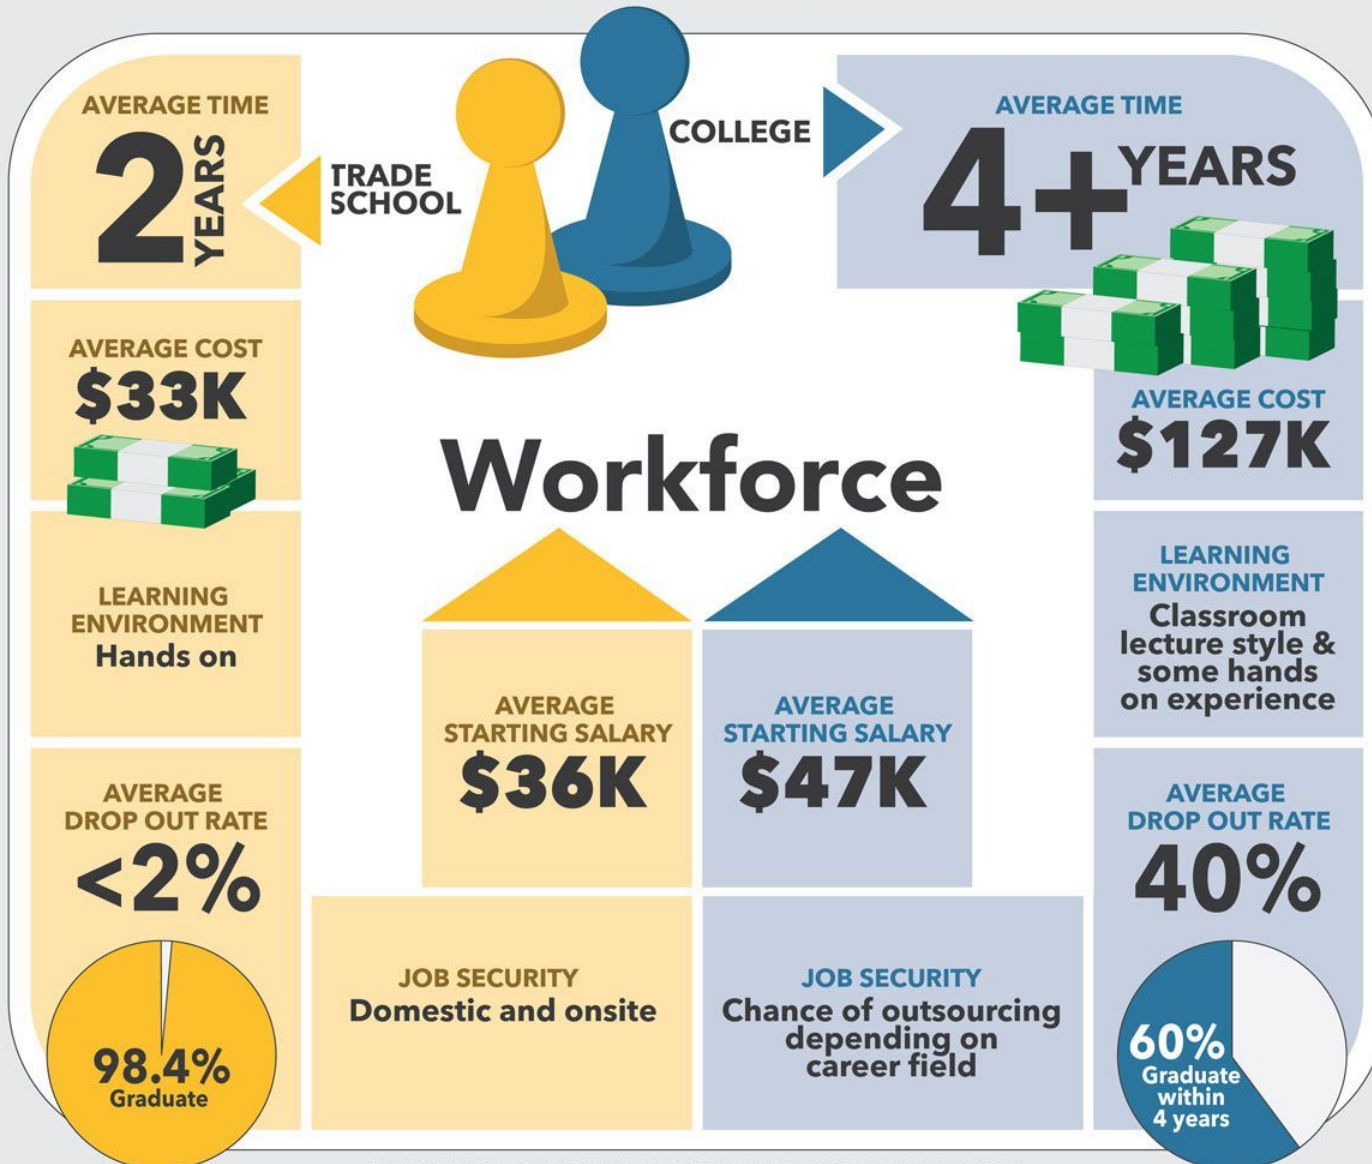 AVERAGE TIME
2
YEARS
TRADE
SCHOOL
COLLEGE
AVERAGE TIME
4+ YEARS
AVERAGE COST
$33K
AVERAGE COST
$127K
Workforce
LEARNING
ENVIRONMENT
Hands on
LEARNING
ENVIRONMENT
Classroom
lecture style &
some hands
on experience
AVERAGE
STARTING SALARY
$36K
AVERAGE
STARTING SALARY
$47K
AVERAGE
DROP OUT RATE
<2%
98.4%
Graduate
JOB SECURITY
Domestic and onsite
JOB SECURITY
Chance of outsourcing
depending on
career field
AVERAGE
DROP OUT RATE
40%
60%
Graduate
within
4 years